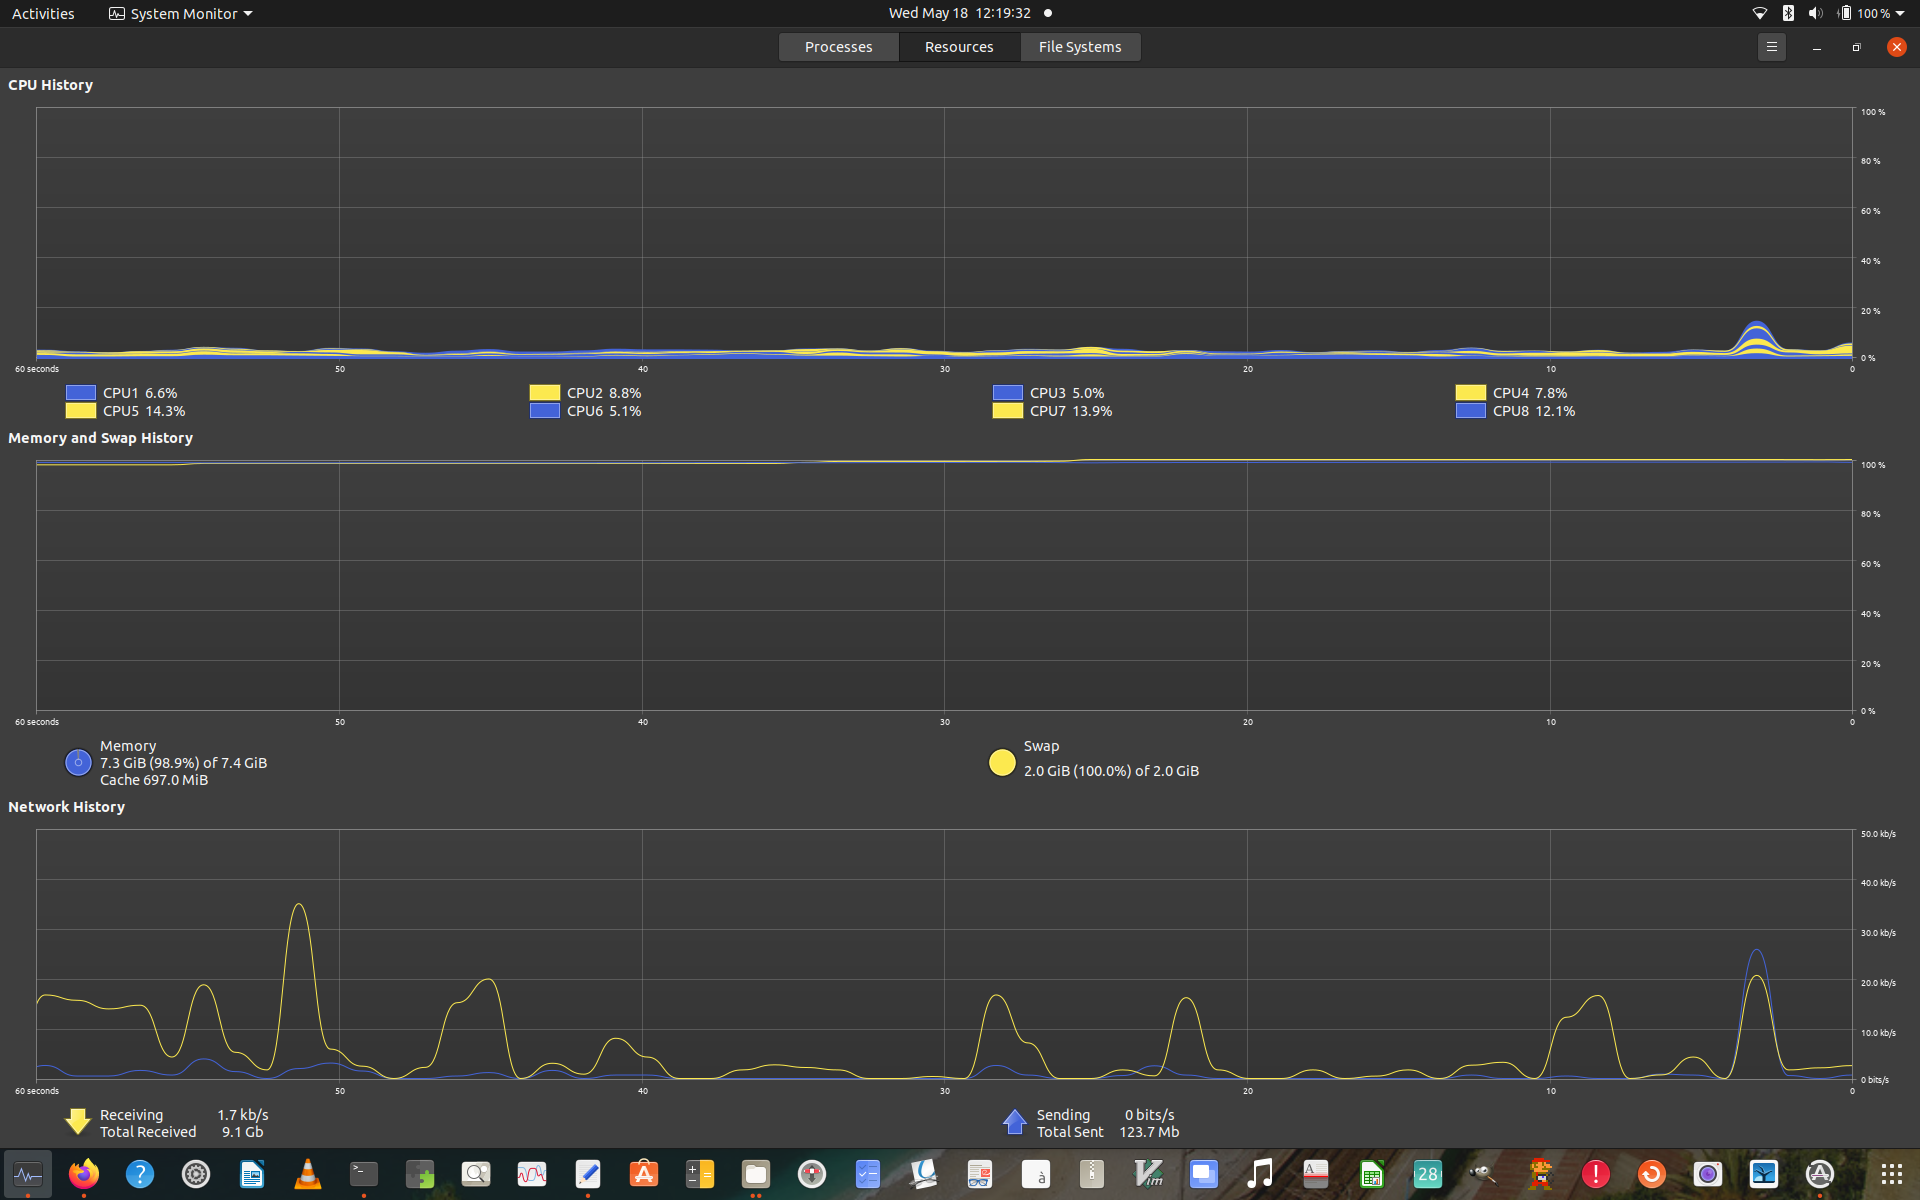 Activities System Monitor Wed May 18 12:19:32 100 %
Processes Resources File Systems
CPU History
100 %
80 %
60 %
40 %
20 %
0 %
60 seconds 50 40 30 20 10 0
CPU1 6.6% CPU2 8.8% CPU3 5.0% CPU4 7.8%
CPU5 14.3% CPU6 5.1% CPU7 13.9% CPU8 12.1%
Memory and Swap History
100 %
80 %
60 %
40 %
20 %
0 %
60 seconds 50 40 30 20 10 0
Memory
7.3 GiB (98.9%) of 7.4 GiB
Cache 697.0 MiB
Swap
2.0 GiB (100.0%) of 2.0 GiB
Network History
50.0 kb/s
40.0 kb/s
30.0 kb/s
20.0 kb/s
10.0 kb/s
0 bits/s
60 seconds 50 40 30 20 10 0
Receiving 1.7 kb/s
Total Received 9.1 Gb
Sending 0 bits/s
Total Sent 123.7 Mb
? >_ A à Vim A 28 !